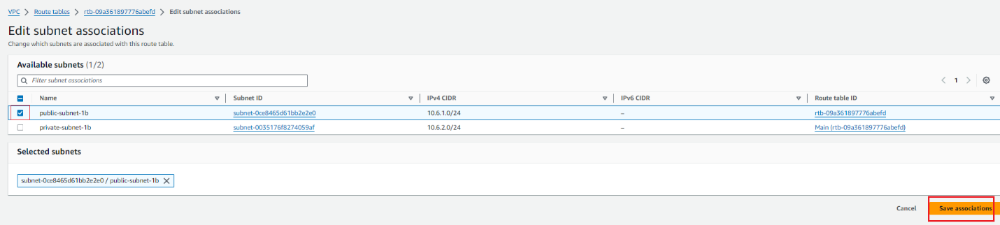 VPC > Route tables > rtb-09a361897776abefd > Edit subnet associations
Edit subnet associations
Change which subnets are associated with this route table.
Available subnets (1/2)
Filter subnet associations
1
Name Subnet ID IPv4 CIDR IPv6 CIDR Route table ID
public-subnet-1b subnet-0ce8465d61bb2e2e0 10.6.1.0/24 – rtb-09a361897776abefd
private-subnet-1b subnet-0035176f8274059af 10.6.2.0/24 – Main (rtb-09a361897776abefd)
Selected subnets
subnet-0ce8465d61bb2e2e0 / public-subnet-1b
Cancel Save associations